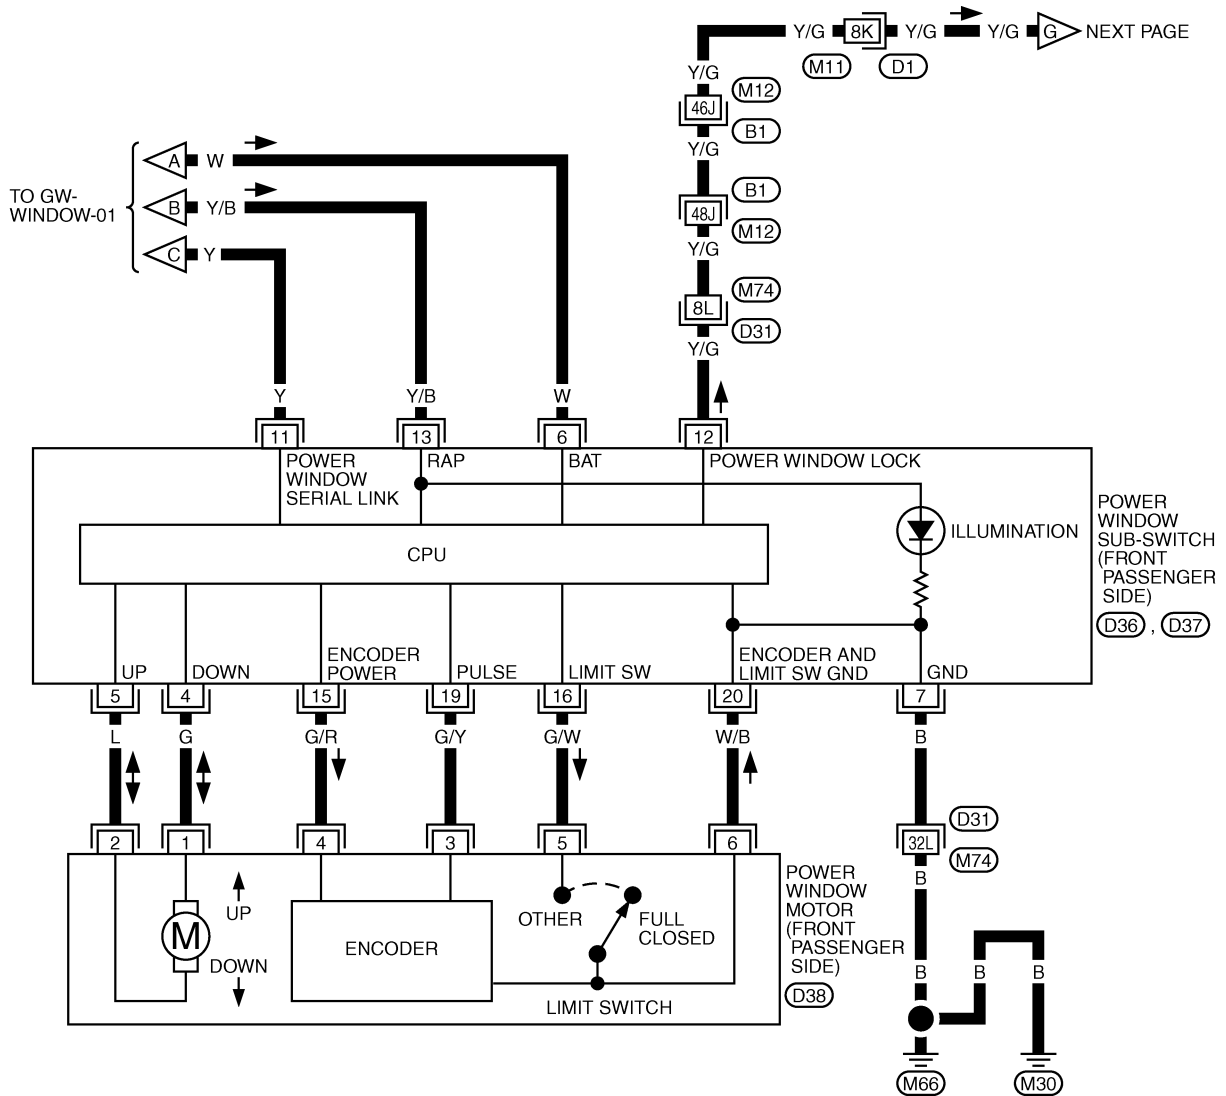 Y/G 8K Y/G Y/G G NEXT PAGE
M11 D1
Y/G
M12
46J
B1
Y/G
B1
48J
M12
Y/G
M74
8L
D31
Y/G
A W
TO GW-
WINDOW-01
B Y/B
C Y
Y Y/B W
11 13 6 12
POWER
WINDOW
SERIAL LINK
RAP
BAT
POWER WINDOW LOCK
CPU
ILLUMINATION
POWER
WINDOW
SUB-SWITCH
(FRONT
PASSENGER
SIDE)
D36 , D37
UP
DOWN
ENCODER
POWER
PULSE
LIMIT SW
ENCODER AND
LIMIT SW GND
GND
5 4 15 19 16 20 7
L G G/R G/Y G/W W/B B
2 1 4 3 5 6
D31
32L
M74
B
M
UP
DOWN
ENCODER
OTHER
FULL
CLOSED
LIMIT SWITCH
POWER
WINDOW
MOTOR
(FRONT
PASSENGER
SIDE)
D38
B B B
M66 M30